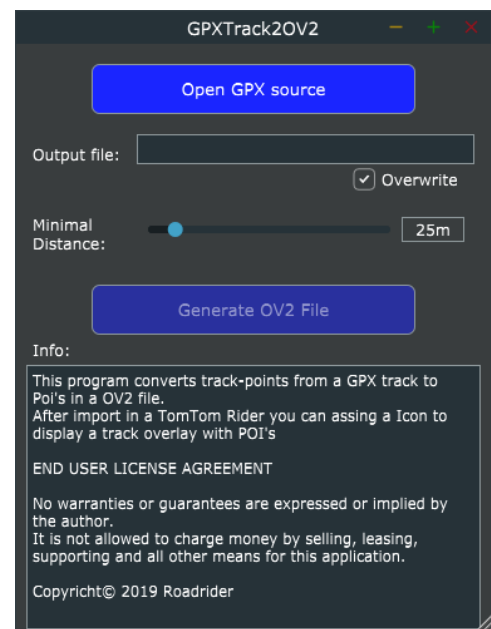 GPXTrack2OV2
Open GPX source
Output file:
Overwrite
Minimal
Distance:
25m
Generate OV2 File
Info:
This program converts track-points from a GPX track to
Poi's in a OV2 file.
After import in a TomTom Rider you can assing a Icon to
display a track overlay with POI's
END USER LICENSE AGREEMENT
No warranties or guarantees are expressed or implied by
the author.
It is not allowed to charge money by selling, leasing,
supporting and all other means for this application.
Copyright© 2019 Roadrider